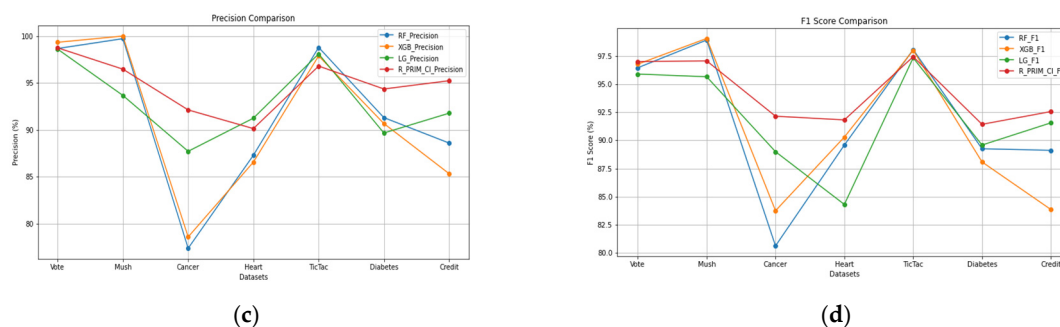 Precision Comparison
100
95
90
85
80
Precision (%)
RF_Precision
XGB_Precision
LG_Precision
R_PRIM_CI_Precision
Vote Mush Cancer Heart TicTac Diabetes Credit
Datasets
(c)
F1 Score Comparison
97.5
95.0
92.5
90.0
87.5
85.0
82.5
80.0
F1 Score (%)
RF_F1
XGB_F1
LG_F1
R_PRIM_CI_F
Vote Mush Cancer Heart TicTac Diabetes Credit
Datasets
(d)